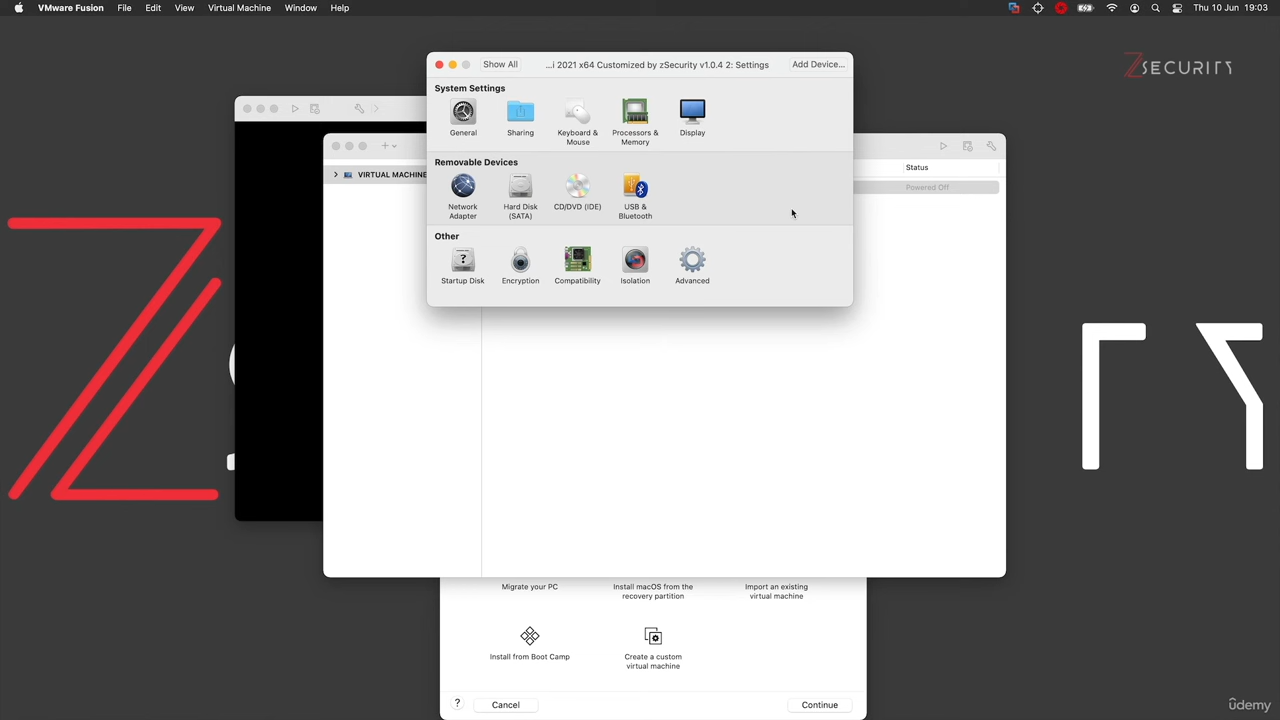 VMware Fusion File Edit View Virtual Machine Window Help Thu 10 Jun 19:03
Show All ...i 2021 x64 Customized by zSecurity v1.0.4 2: Settings Add Device...
ZSECURITY
System Settings
General Sharing Keyboard & Mouse Processors & Memory Display
Removable Devices
Network Adapter Hard Disk (SATA) CD/DVD (IDE) USB & Bluetooth
Other
Startup Disk Encryption Compatibility Isolation Advanced
VIRTUAL MACHINE
Status
Powered Off
Migrate your PC Install macOS from the recovery partition Import an existing virtual machine
Install from Boot Camp Create a custom virtual machine
? Cancel Continue
ûdemy